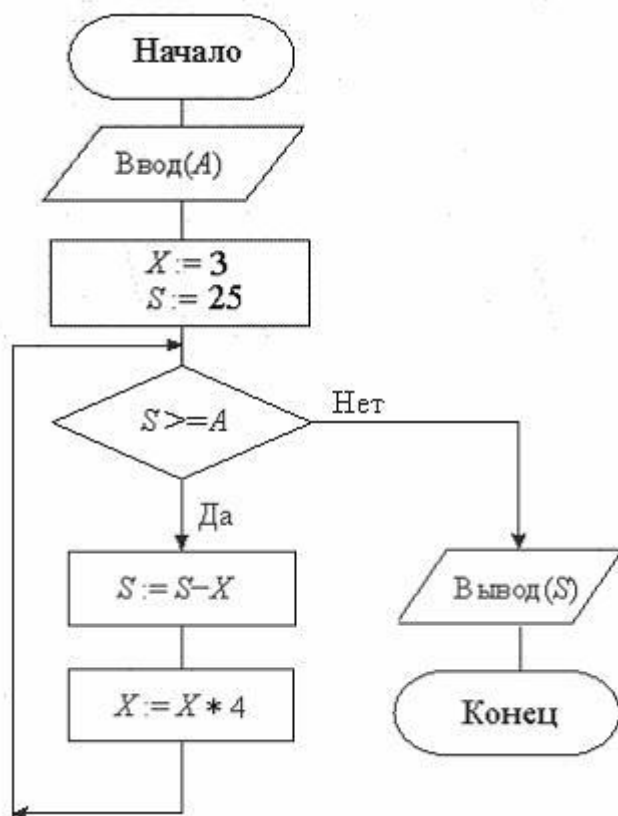 Начало
Ввод(A)
X := 3
S := 25
S >=A
Нет
Да
S := S−X
Вывод(S)
X := X * 4
Конец